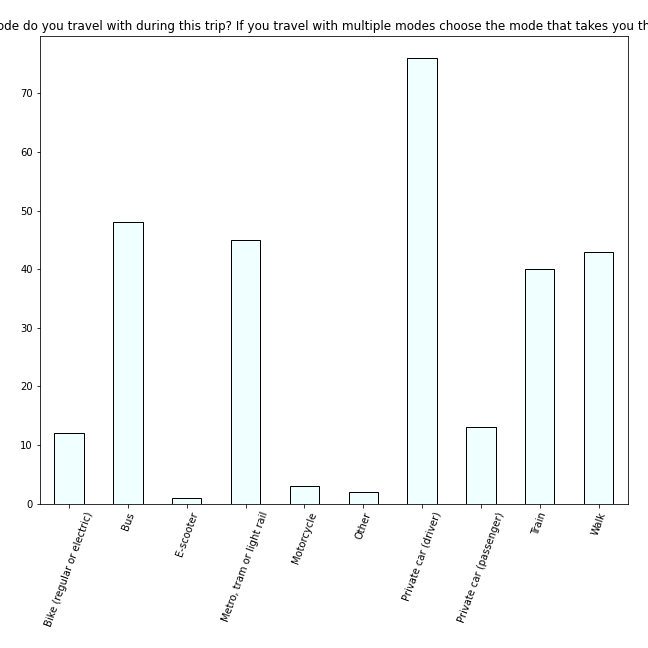 ode do you travel with during this trip? If you travel with multiple modes choose the mode that takes you th
70
60
50
40
30
20
10
0
Bike (regular or electric)
Bus
E-scooter
Metro, tram or light rail
Motorcycle
Other
Private car (driver)
Private car (passenger)
Train
Walk